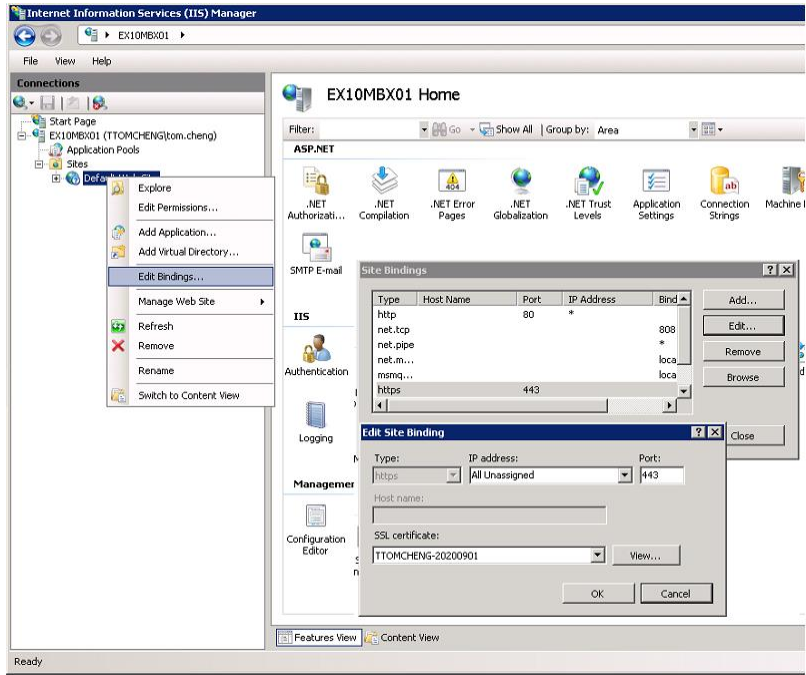 Internet Information Services (IIS) Manager
EX10MBX01
File View Help
Connections
Start Page
EX10MBX01 (TTOMCHENG\tom.cheng)
Application Pools
Sites
Explore
Edit Permissions...
Add Application...
Add Virtual Directory...
Edit Bindings...
Manage Web Site
Refresh
Remove
Rename
Switch to Content View
EX10MBX01 Home
Filter: Go Show All Group by: Area
ASP.NET
.NET Authorizati...
.NET Compilation
.NET Error Pages
.NET Globalization
.NET Trust Levels
Application Settings
Connection Strings
Machine
SMTP E-mail
IIS
Authentication
Logging
Configuration Editor
Site Bindings
Type Host Name Port IP Address Bind
http 80 *
net.tcp 808
net.pipe *
net.m... loca
msmq... loca
https 443
Add...
Edit...
Remove
Browse
Close
Edit Site Binding
Type: IP address: Port:
https All Unassigned 443
Host name:
SSL certificate:
TTOMCHENG-20200901 View...
OK Cancel
Features View Content View
Ready